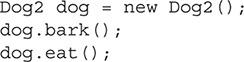 Dog2 dog = new Dog2();
dog.bark();
dog.eat();